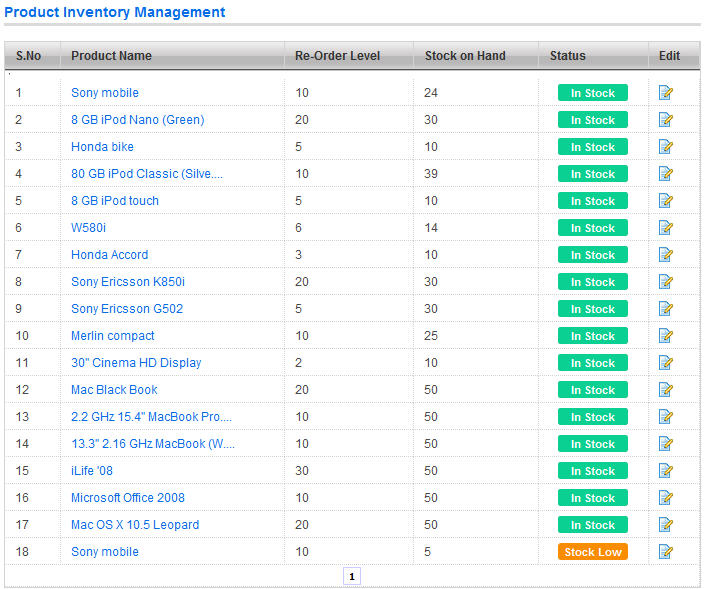 Product Inventory Management
S.No Product Name Re-Order Level Stock on Hand Status Edit
1 Sony mobile 10 24 In Stock
2 8 GB iPod Nano (Green) 20 30 In Stock
3 Honda bike 5 10 In Stock
4 80 GB iPod Classic (Silve.... 10 39 In Stock
5 8 GB iPod touch 5 10 In Stock
6 W580i 6 14 In Stock
7 Honda Accord 3 10 In Stock
8 Sony Ericsson K850i 20 30 In Stock
9 Sony Ericsson G502 5 30 In Stock
10 Merlin compact 10 25 In Stock
11 30" Cinema HD Display 2 10 In Stock
12 Mac Black Book 20 50 In Stock
13 2.2 GHz 15.4" MacBook Pro.... 10 50 In Stock
14 13.3" 2.16 GHz MacBook (W.... 10 50 In Stock
15 iLife '08 30 50 In Stock
16 Microsoft Office 2008 10 50 In Stock
17 Mac OS X 10.5 Leopard 20 50 In Stock
18 Sony mobile 10 5 Stock Low
1